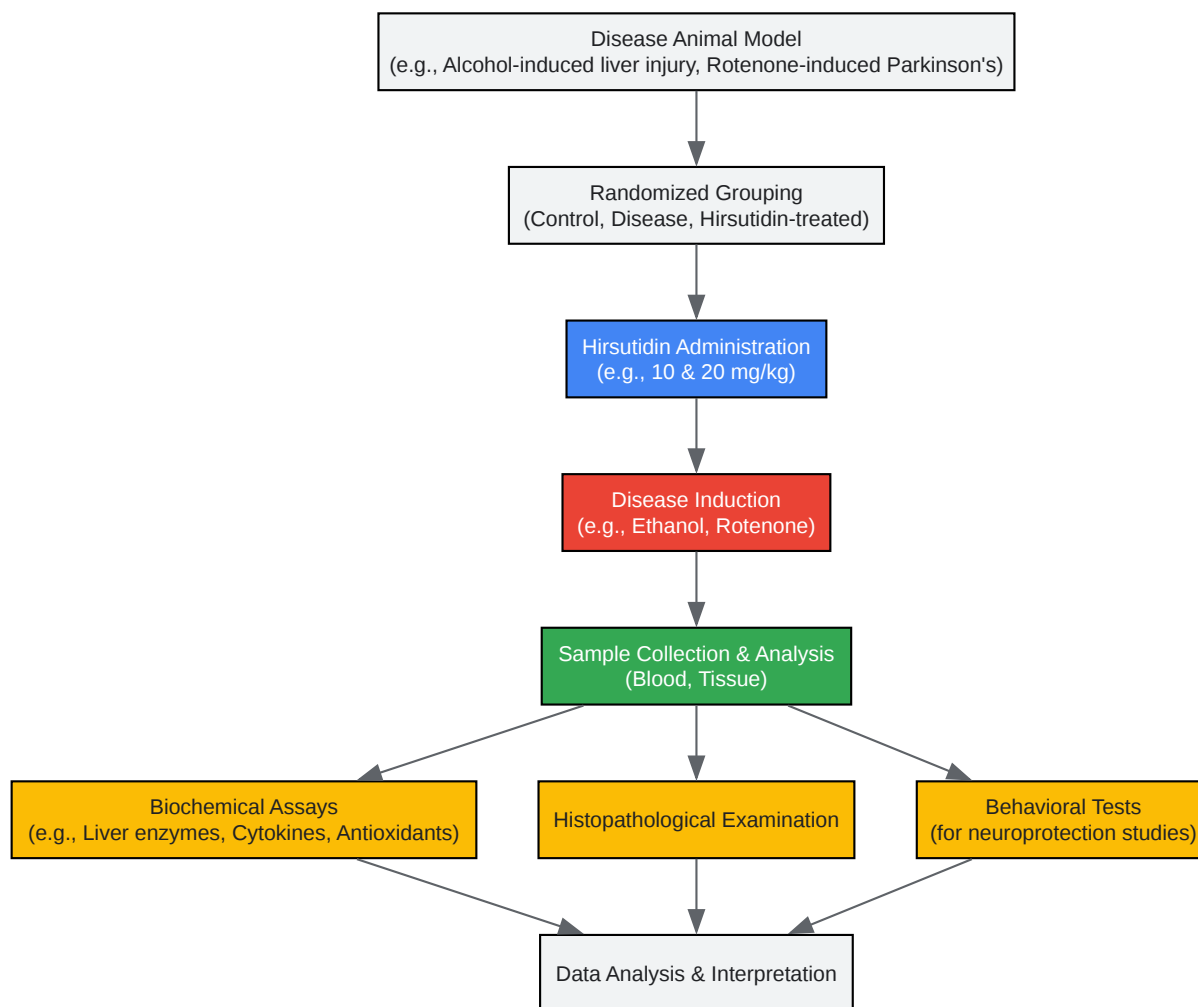 Disease Animal Model
(e.g., Alcohol-induced liver injury, Rotenone-induced Parkinson's)
Randomized Grouping
(Control, Disease, Hirsutidin-treated)
Hirsutidin Administration
(e.g., 10 & 20 mg/kg)
Disease Induction
(e.g., Ethanol, Rotenone)
Sample Collection & Analysis
(Blood, Tissue)
Biochemical Assays
(e.g., Liver enzymes, Cytokines, Antioxidants)
Histopathological Examination
Behavioral Tests
(for neuroprotection studies)
Data Analysis & Interpretation